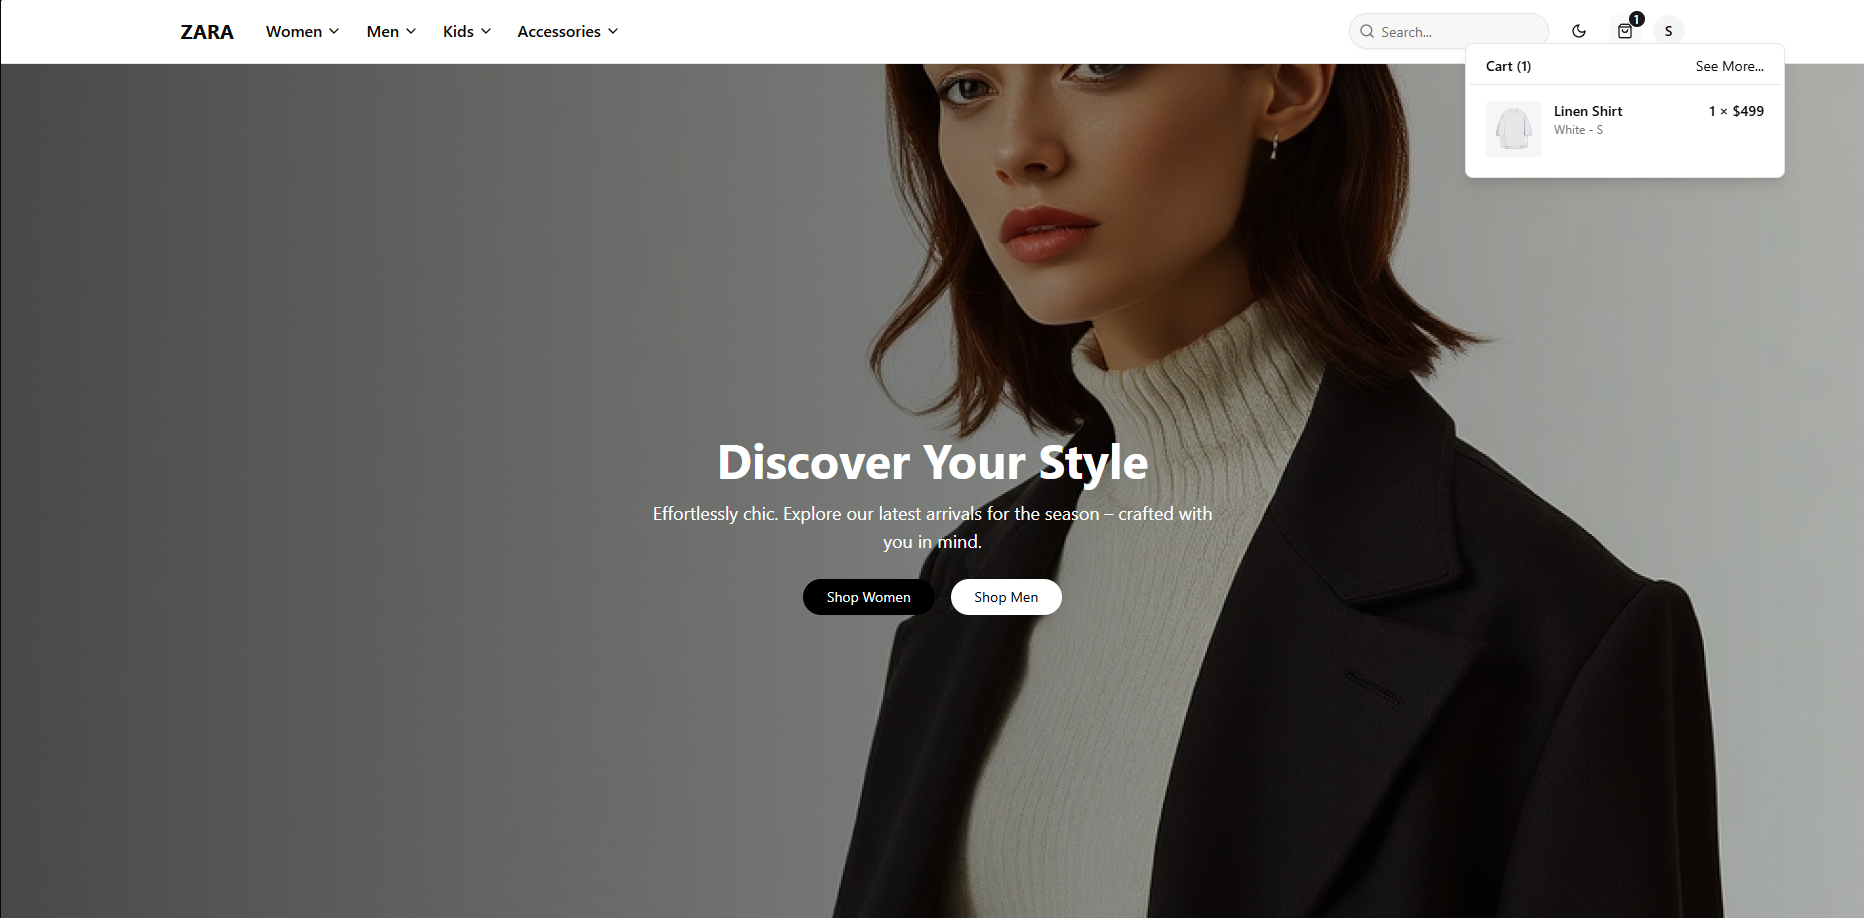 ZARA
Women
Men
Kids
Accessories
Search...
1
S
Cart (1)
See More...
Linen Shirt
1 × $499
White - S
Discover Your Style
Effortlessly chic. Explore our latest arrivals for the season – crafted with
you in mind.
Shop Women
Shop Men